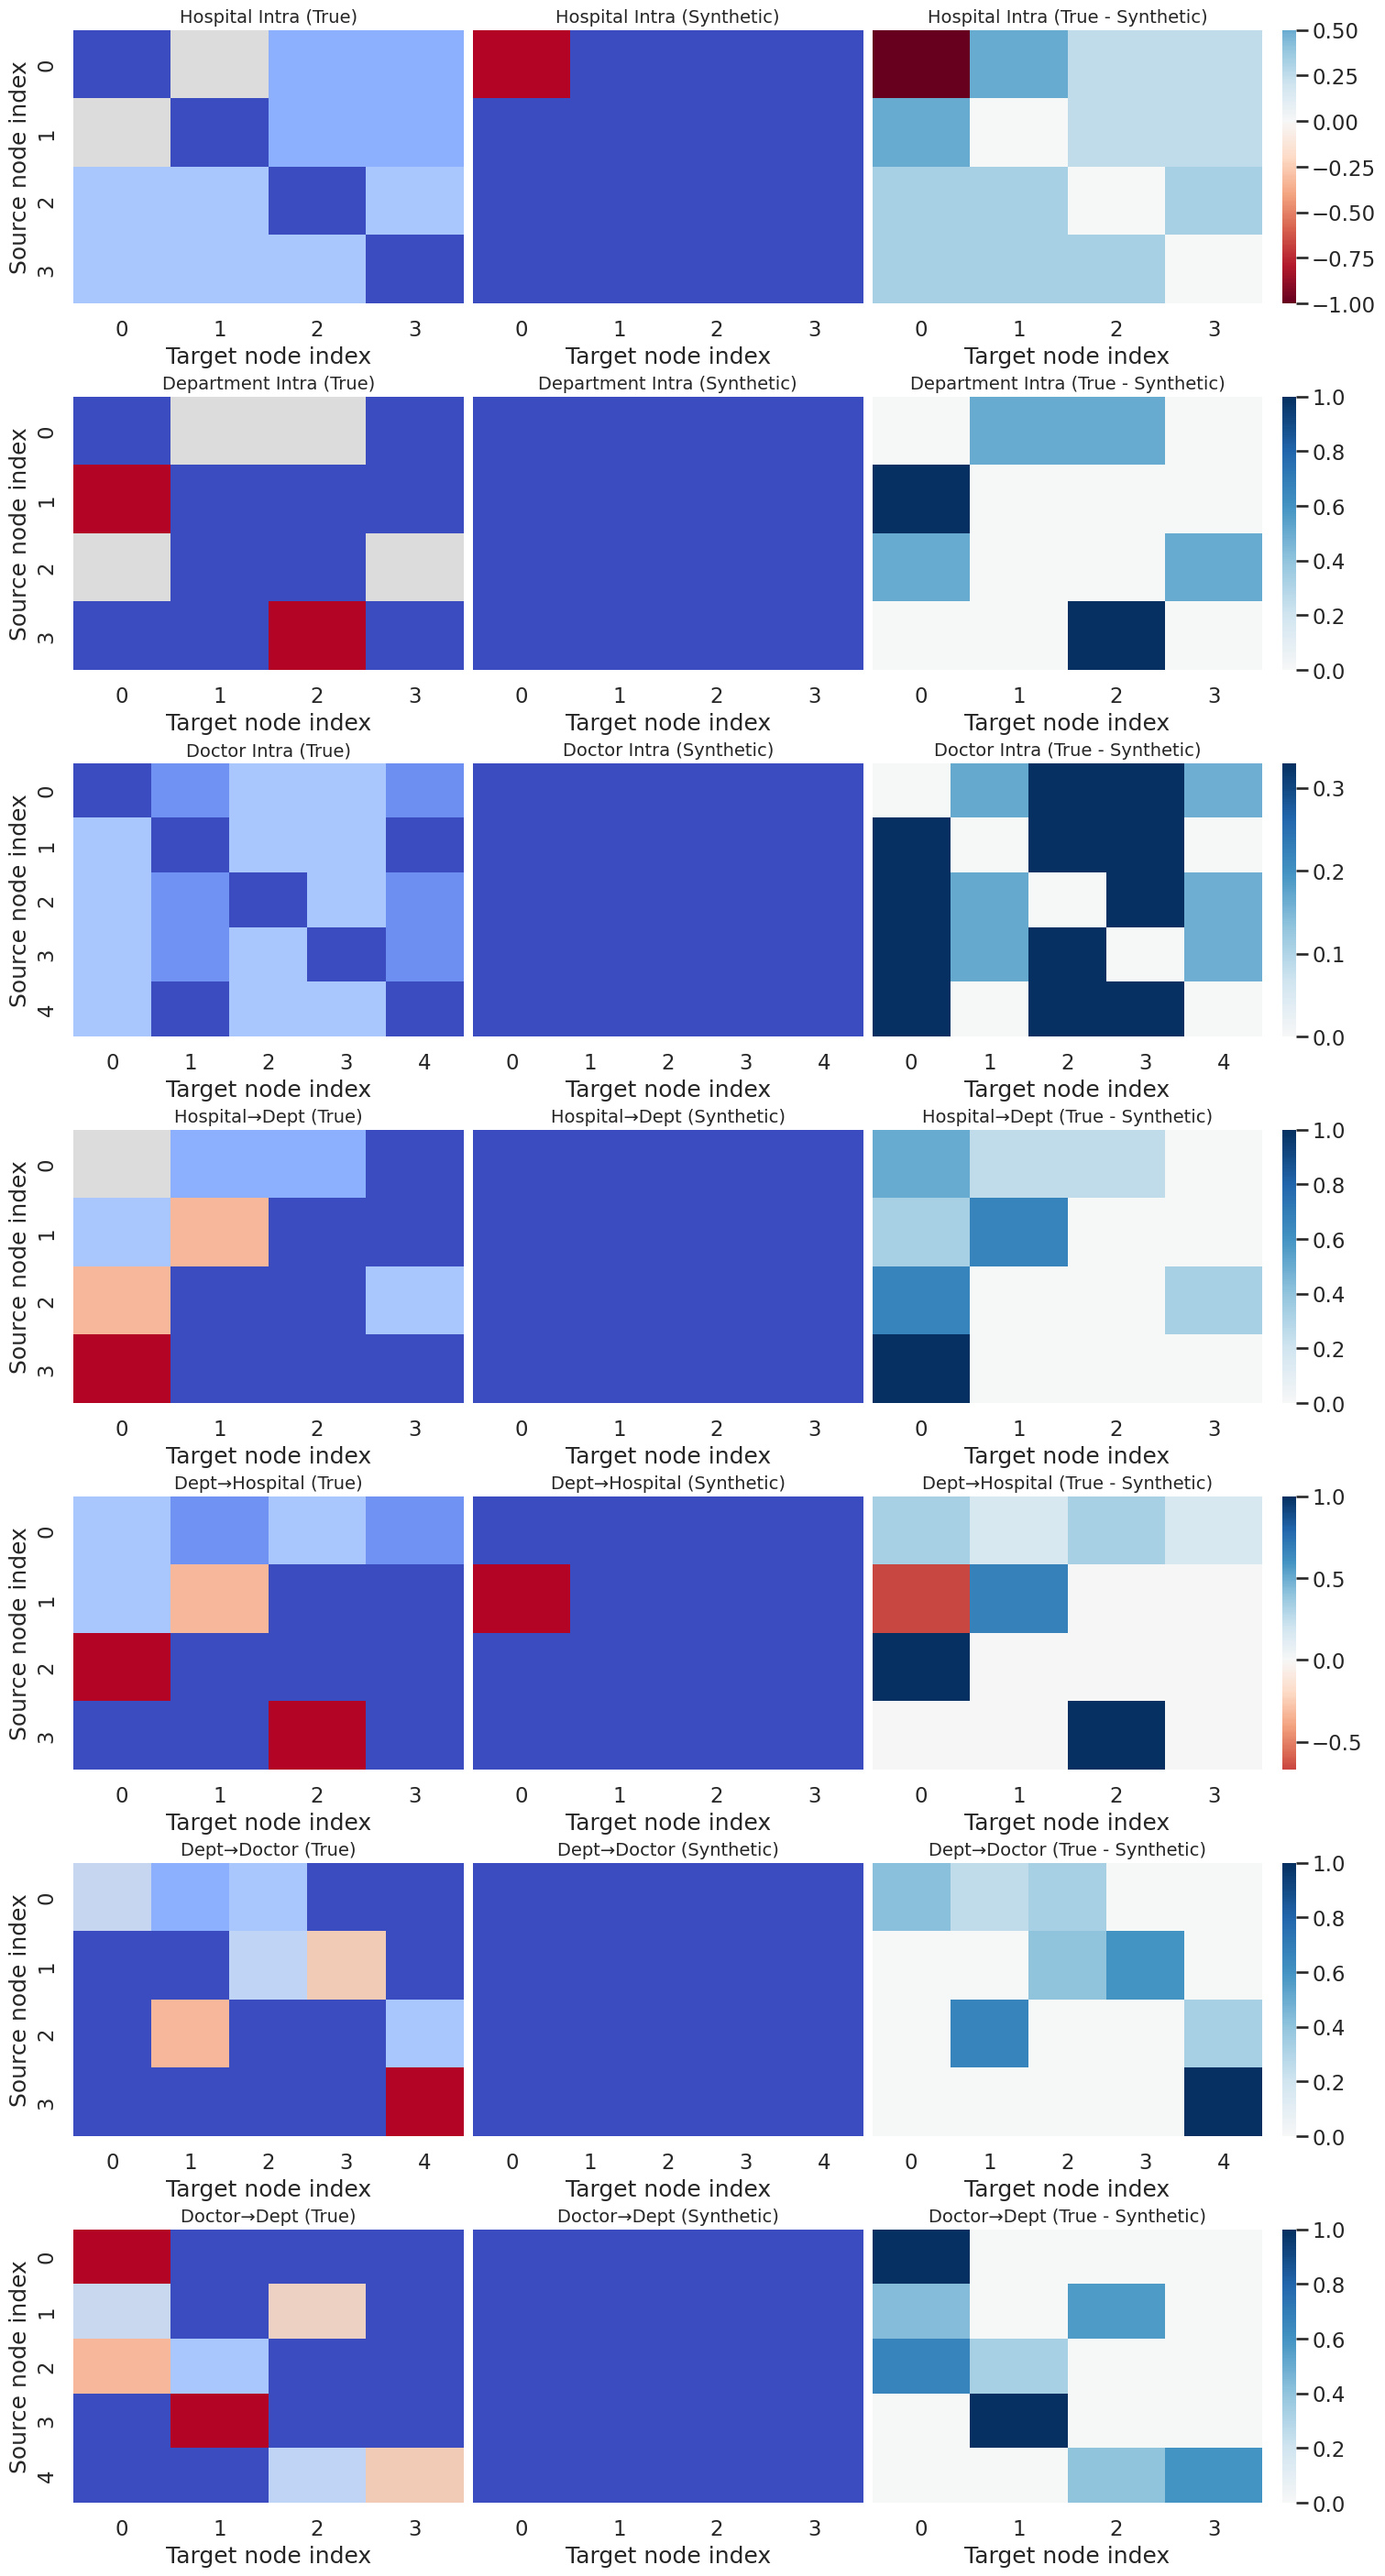 Hospital Intra (True) Hospital Intra (Synthetic) Hospital Intra (True - Synthetic)
Source node index
0
1
2
3
0 1 2 3 0 1 2 3 0 1 2 3
Target node index Target node index Target node index
0.50
0.25
0.00
−0.25
−0.50
−0.75
−1.00
Department Intra (True) Department Intra (Synthetic) Department Intra (True - Synthetic)
Source node index
0
1
2
3
0 1 2 3 0 1 2 3 0 1 2 3
Target node index Target node index Target node index
1.0
0.8
0.6
0.4
0.2
0.0
Doctor Intra (True) Doctor Intra (Synthetic) Doctor Intra (True - Synthetic)
Source node index
0
1
2
3
4
0 1 2 3 4 0 1 2 3 4 0 1 2 3 4
Target node index Target node index Target node index
0.3
0.2
0.1
0.0
Hospital→Dept (True) Hospital→Dept (Synthetic) Hospital→Dept (True - Synthetic)
Source node index
0
1
2
3
0 1 2 3 0 1 2 3 0 1 2 3
Target node index Target node index Target node index
1.0
0.8
0.6
0.4
0.2
0.0
Dept→Hospital (True) Dept→Hospital (Synthetic) Dept→Hospital (True - Synthetic)
Source node index
0
1
2
3
0 1 2 3 0 1 2 3 0 1 2 3
Target node index Target node index Target node index
1.0
0.5
0.0
−0.5
Dept→Doctor (True) Dept→Doctor (Synthetic) Dept→Doctor (True - Synthetic)
Source node index
0
1
2
3
0 1 2 3 4 0 1 2 3 4 0 1 2 3 4
Target node index Target node index Target node index
1.0
0.8
0.6
0.4
0.2
0.0
Doctor→Dept (True) Doctor→Dept (Synthetic) Doctor→Dept (True - Synthetic)
Source node index
0
1
2
3
4
0 1 2 3 0 1 2 3 0 1 2 3
Target node index Target node index Target node index
1.0
0.8
0.6
0.4
0.2
0.0